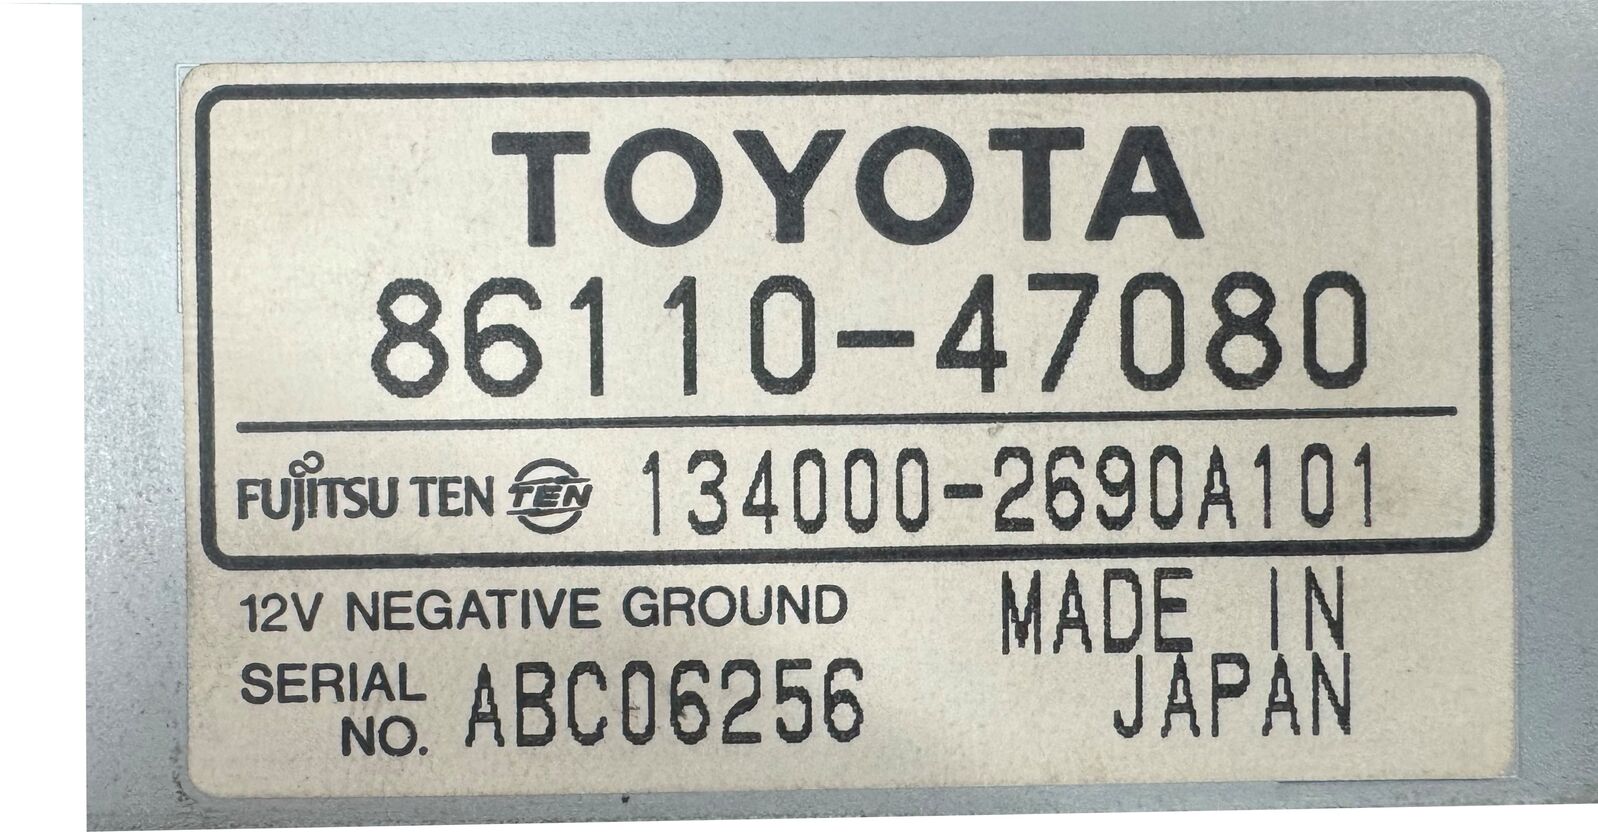 TOYOTA
86110-47080
FUJITSU TEN TEN 134000-2690A101
12V NEGATIVE GROUND
MADE IN
JAPAN
SERIAL
NO. ABC06256